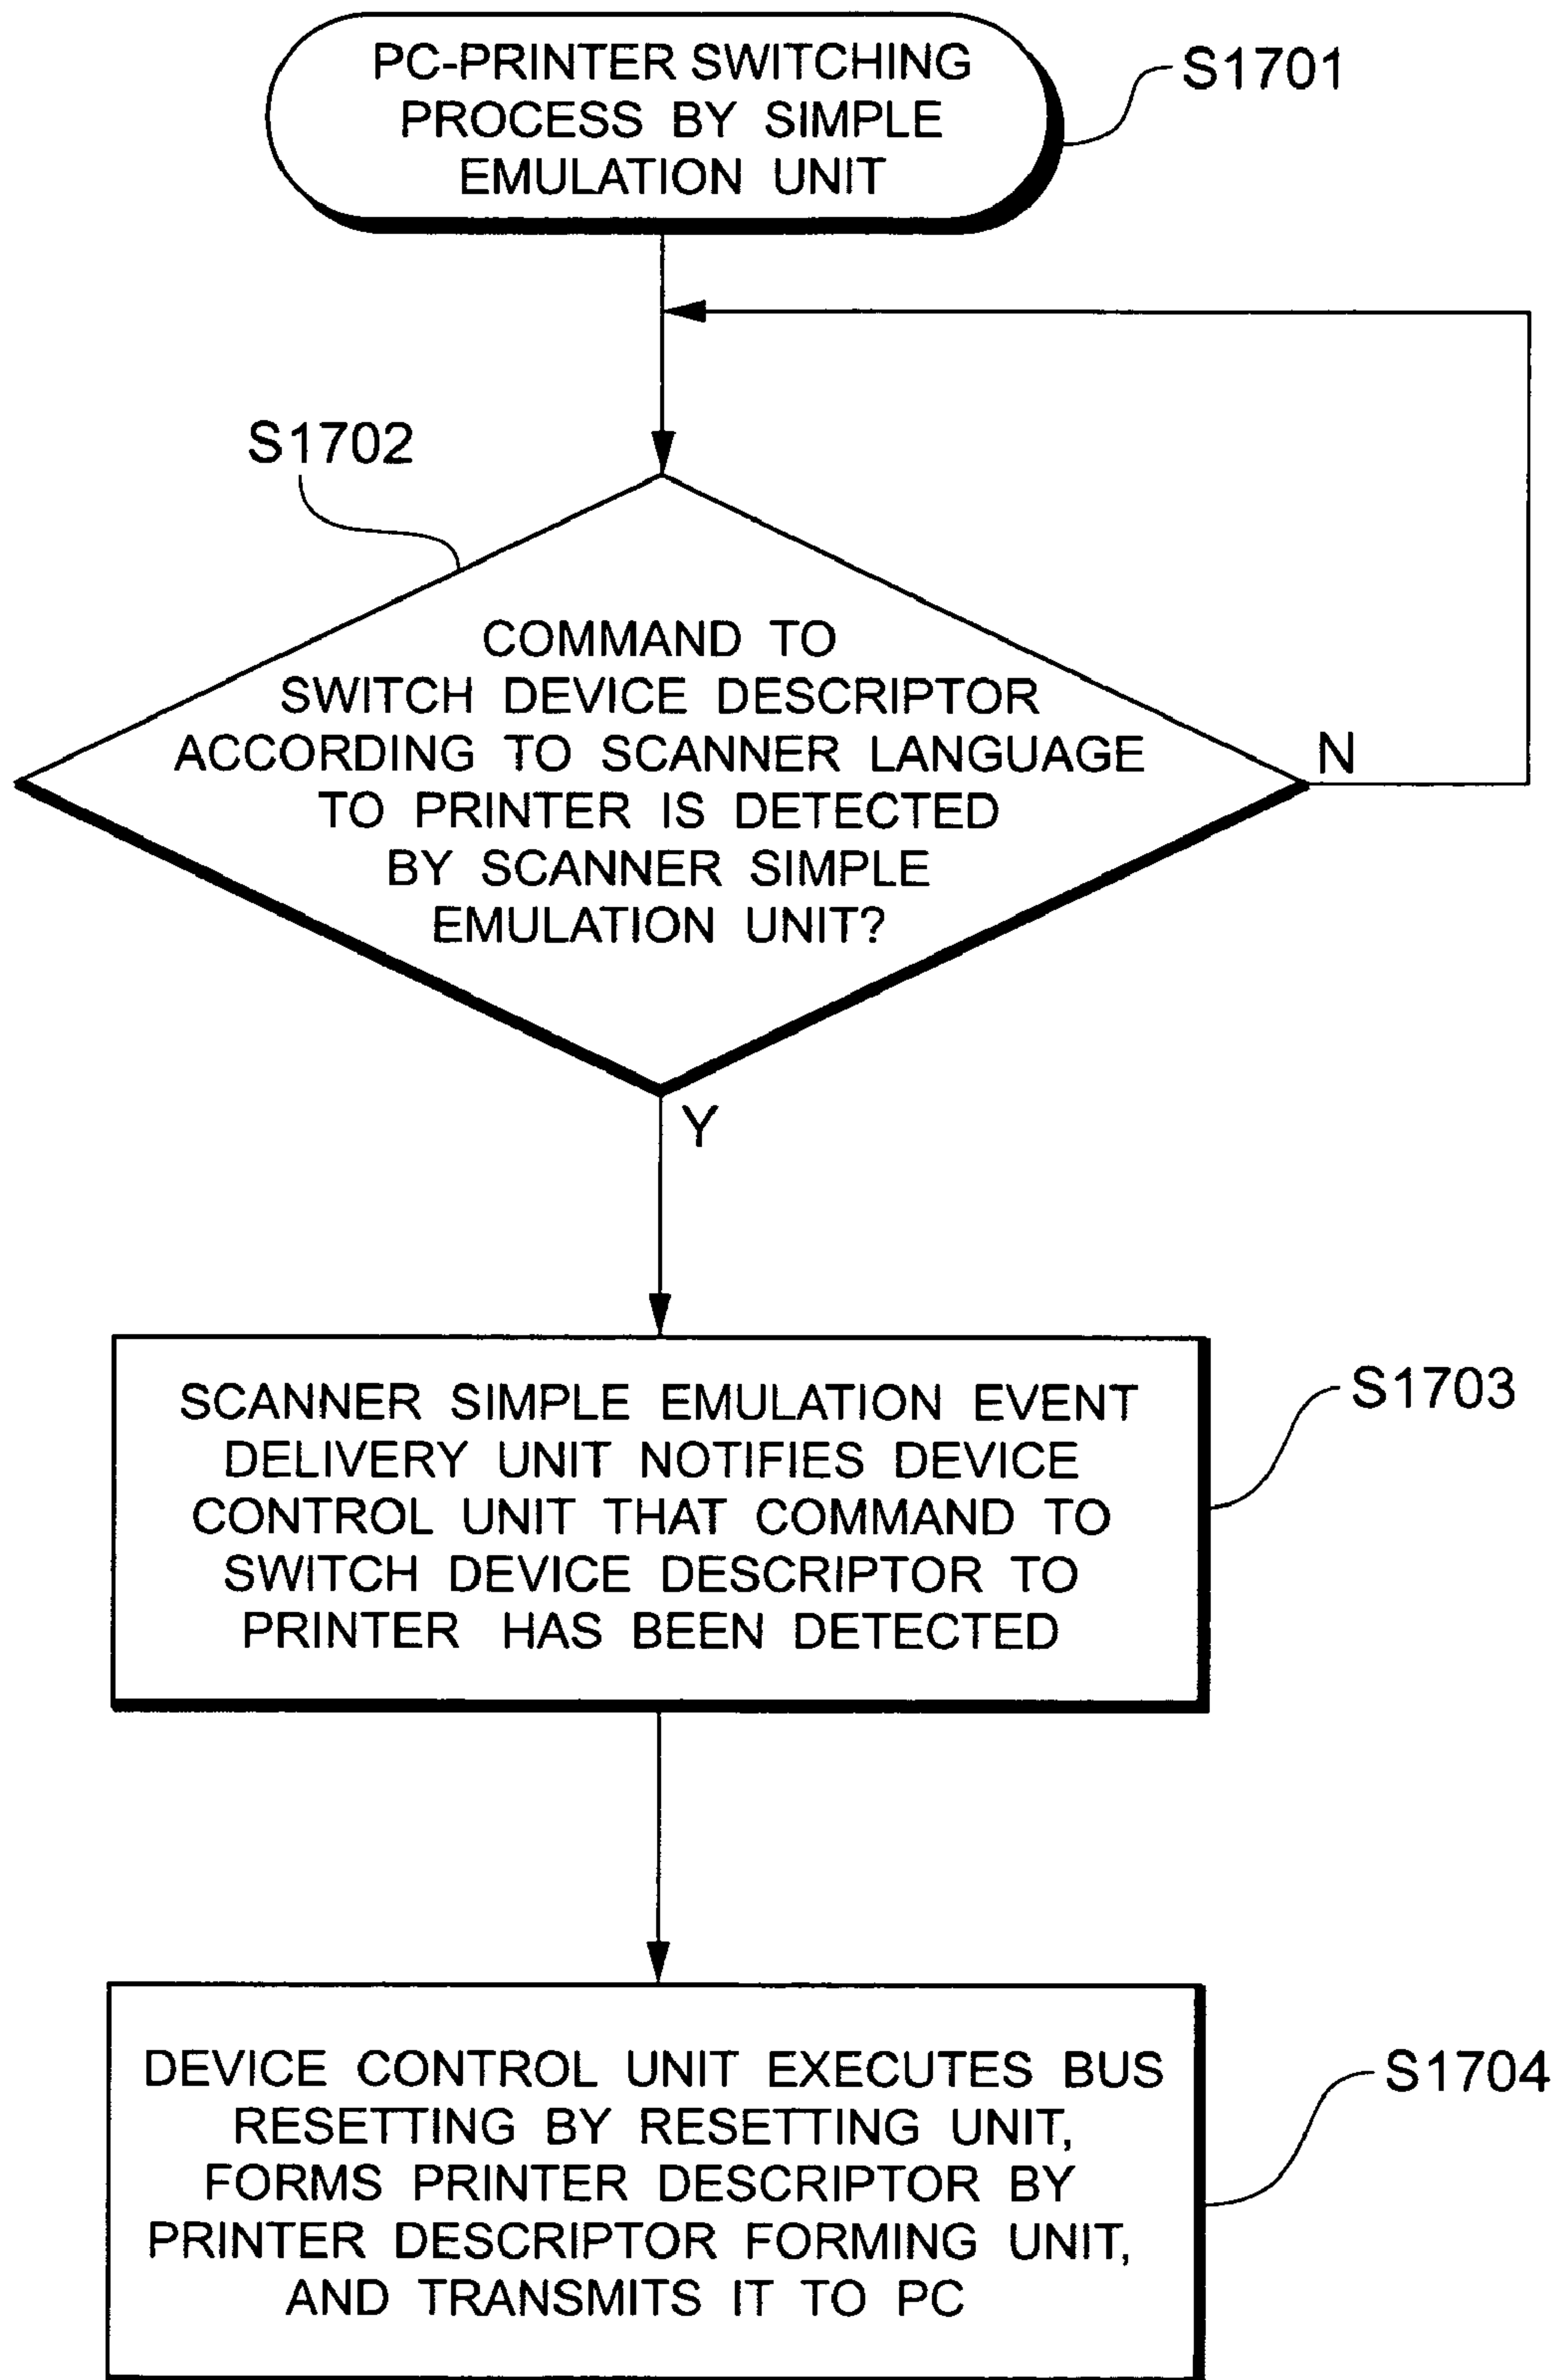 PC-PRINTER SWITCHING
PROCESS BY SIMPLE
EMULATION UNIT
S1701
S1702
COMMAND TO
SWITCH DEVICE DESCRIPTOR
ACCORDING TO SCANNER LANGUAGE
TO PRINTER IS DETECTED
BY SCANNER SIMPLE
EMULATION UNIT?
N
Y
SCANNER SIMPLE EMULATION EVENT
DELIVERY UNIT NOTIFIES DEVICE
CONTROL UNIT THAT COMMAND TO
SWITCH DEVICE DESCRIPTOR TO
PRINTER HAS BEEN DETECTED
S1703
DEVICE CONTROL UNIT EXECUTES BUS
RESETTING BY RESETTING UNIT,
FORMS PRINTER DESCRIPTOR BY
PRINTER DESCRIPTOR FORMING UNIT,
AND TRANSMITS IT TO PC
S1704